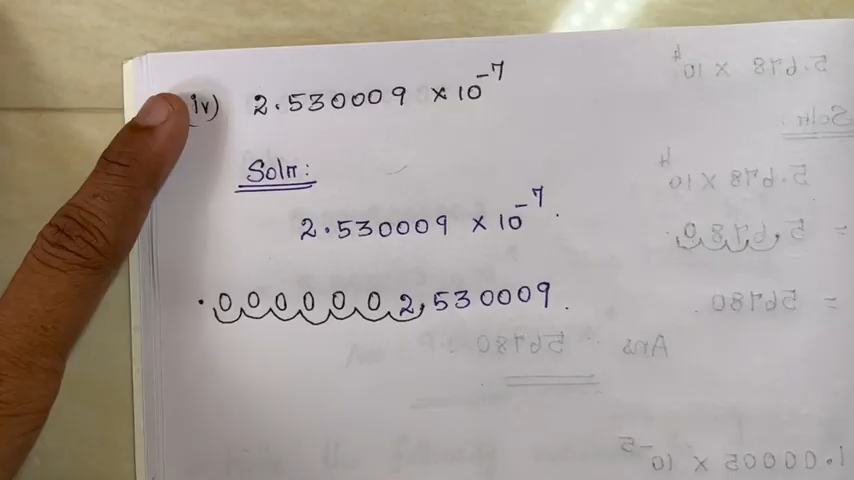 iv) 2.530009 × 10⁻⁷
Soln:
2.530009 × 10⁻⁷.
.0000002,530009.